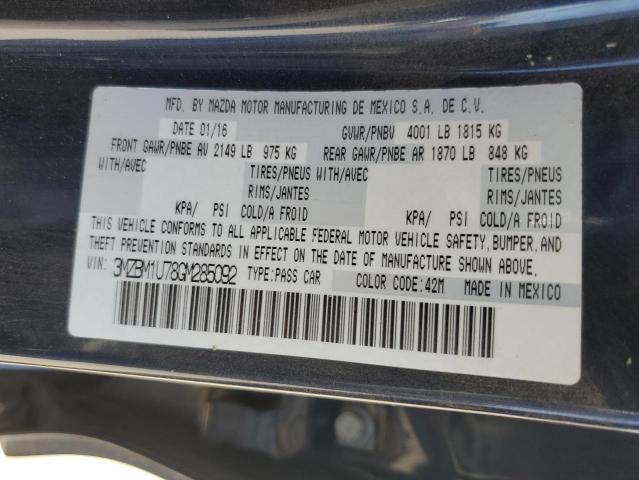 MFD. BY MAZDA MOTOR MANUFACTURING DE MEXICO S.A. DE C.V.
DATE 01/16 GVWR/PNBV 4001 LB 1815 KG
FRONT GAWR/PNBE AV 2149 LB 975 KG REAR GAWR/PNBE AR 1870 LB 848 KG
WITH/AVEC TIRES/PNEUS WITH/AVEC TIRES/PNEUS
RIMS/JANTES RIMS/JANTES
KPA/ PSI COLD/A FROID KPA/ PSI COLD/A FROID
THIS VEHICLE CONFORMS TO ALL APPLICABLE FEDERAL MOTOR VEHICLE SAFETY, BUMPER, AND
THEFT PREVENTION STANDARDS IN EFFECT ON THE DATE OF MANUFACTURE SHOWN ABOVE.
VIN: 3MZBM1U78GM285092 TYPE:PASS CAR COLOR CODE:42M MADE IN MEXICO